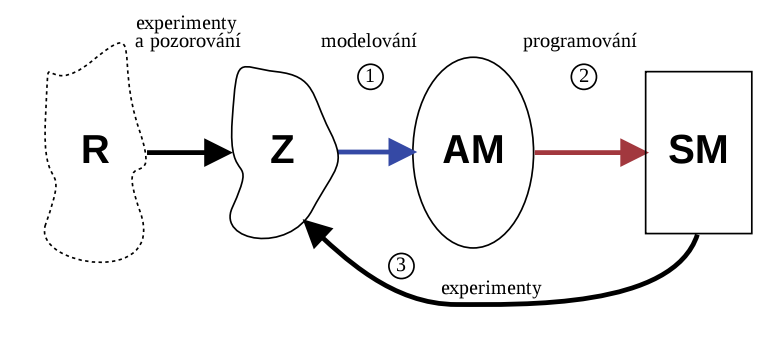 experimenty
a pozorování
modelování
programování
1
2
R
Z
AM
SM
3
experimenty